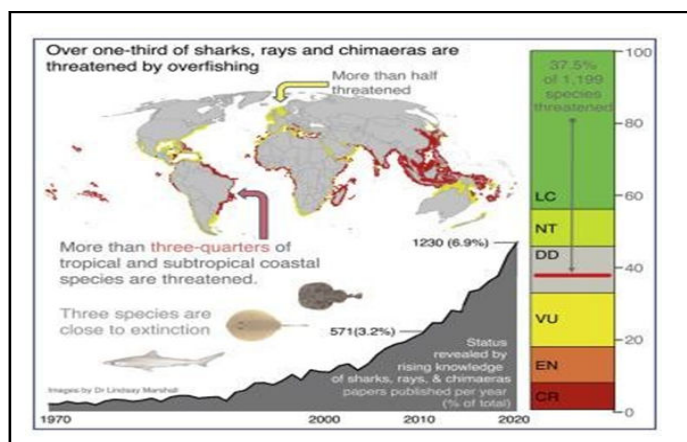 Over one-third of sharks, rays and chimaeras are
threatened by overfishing
More than half
threatened
More than three-quarters of
tropical and subtropical coastal
species are threatened.
Three species are
close to extinction
Images by Dr Lindsay Marshall
1230 (6.9%)
571(3.2%)
Status
revealed by
rising knowledge
of sharks, rays, & chimaeras
papers published per year
(% of total)
1970
2000
2010
2020
37.5%
of 1,199
species
threatened
LC
NT
DD
VU
EN
CR
100
80
60
40
20
0